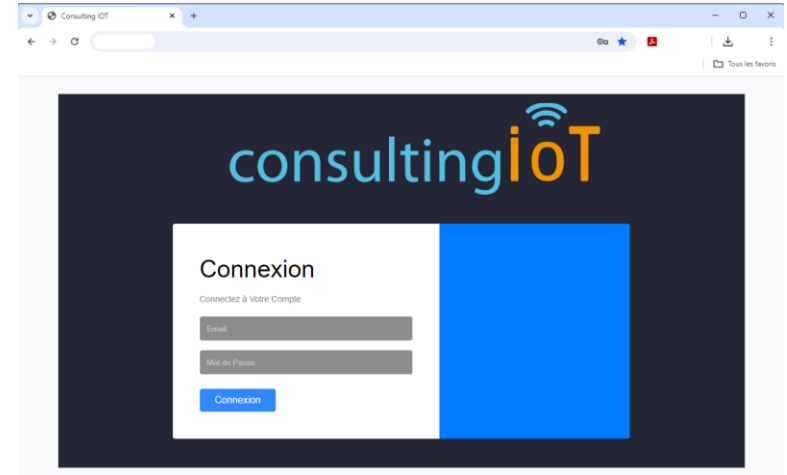 Consulting IOT
Tous les favoris
consultingIoT
Connexion
Connectez à Votre Compte
Email
Mot de Passe
Connexion